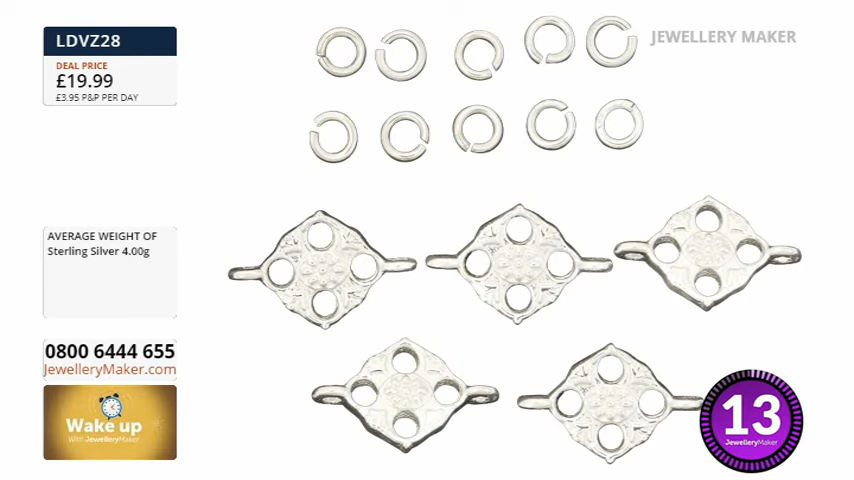 LDVZ28
DEAL PRICE
£19.99
£3.95 P&P PER DAY
JEWELLERY MAKER
AVERAGE WEIGHT OF
Sterling Silver 4.00g
0800 6444 655
JewelleryMaker.com
Wake up
With JewelleryMaker
13
JewelleryMaker